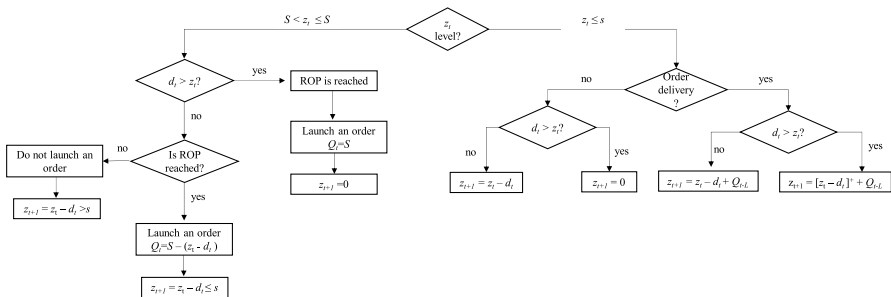 S < z_t ≤ S
z_t
level?
z_t ≤ s
d_t > z_t?
yes
ROP is reached
no
Order
delivery
?
yes
no
Launch an order
Q_t=S
d_t > z_t?
d_t > z_t?
Do not launch an
order
no
Is ROP
reached?
no
yes
no
yes
z_{t+1} =0
z_{t+1} = z_t – d_t
z_{t+1} = 0
z_{t+1} = z_t – d_t + Q_{t-L}
z_{t+1} = [z_t – d_t ]^+ + Q_{t-L}
z_{t+1} = z_t – d_t >s
yes
Launch an order
Q_t=S – (z_t - d_t )
z_{t+1} = z_t – d_t ≤ s